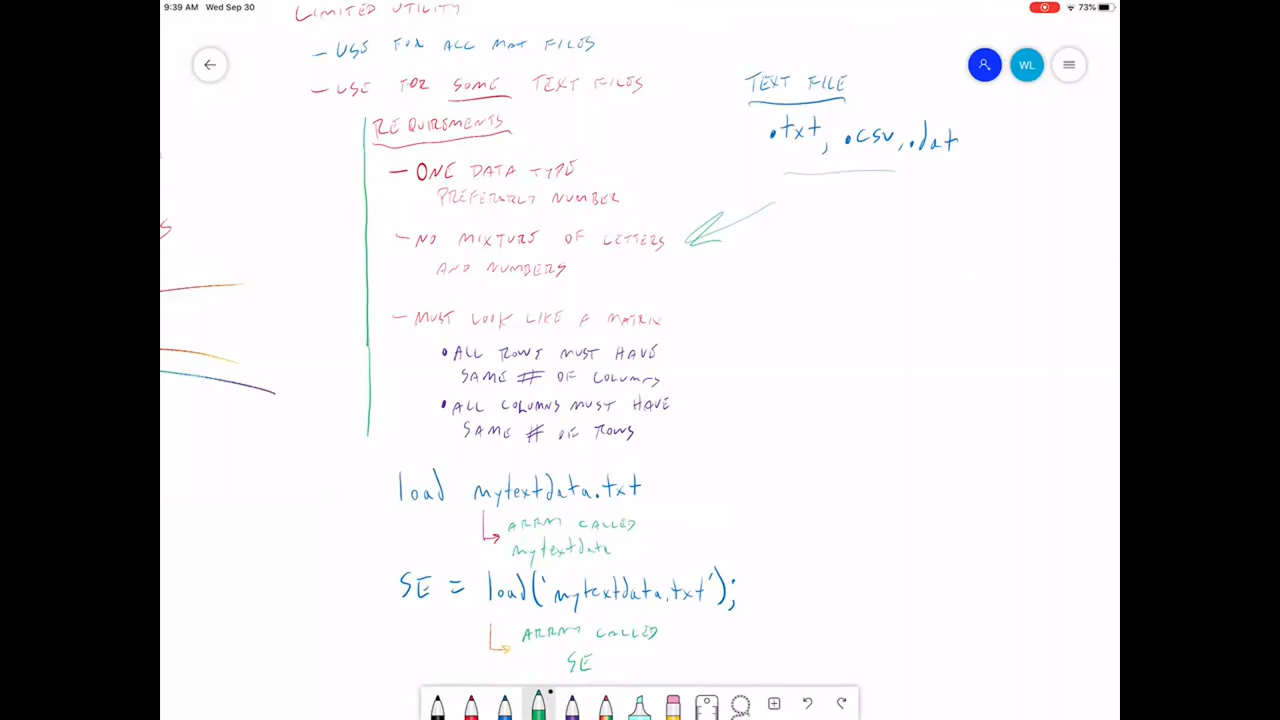 9:39 AM Wed Sep 30
73%
LIMITED UTILITY
- USE FOR ALL MAT FILES
- USE FOR SOME TEXT FILES
REQUIREMENTS
- ONE DATA TYPE
PREFERABLY NUMBER
- NO MIXTURE OF LETTERS
AND NUMBERS
- MUST LOOK LIKE A MATRIX
• ALL ROWS MUST HAVE
SAME # OF COLUMNS
• ALL COLUMNS MUST HAVE
SAME # OF ROWS
load mytextdata.txt
ARRAY CALLED
mytextdata
SE = load('mytextdata.txt');
ARRAY CALLED
SE
TEXT FILE
.txt, .csv, .dat
WL